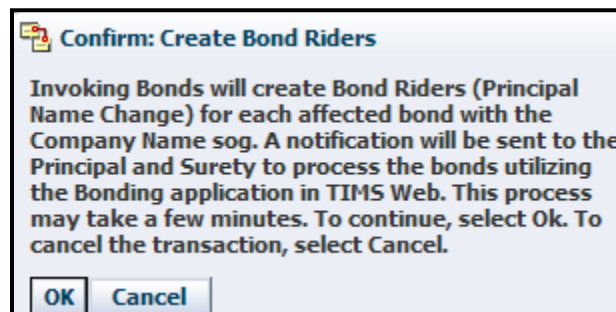 Confirm: Create Bond Riders
Invoking Bonds will create Bond Riders (Principal
Name Change) for each affected bond with the
Company Name sog. A notification will be sent to the
Principal and Surety to process the bonds utilizing
the Bonding application in TIMS Web. This process
may take a few minutes. To continue, select Ok. To
cancel the transaction, select Cancel.
OK Cancel